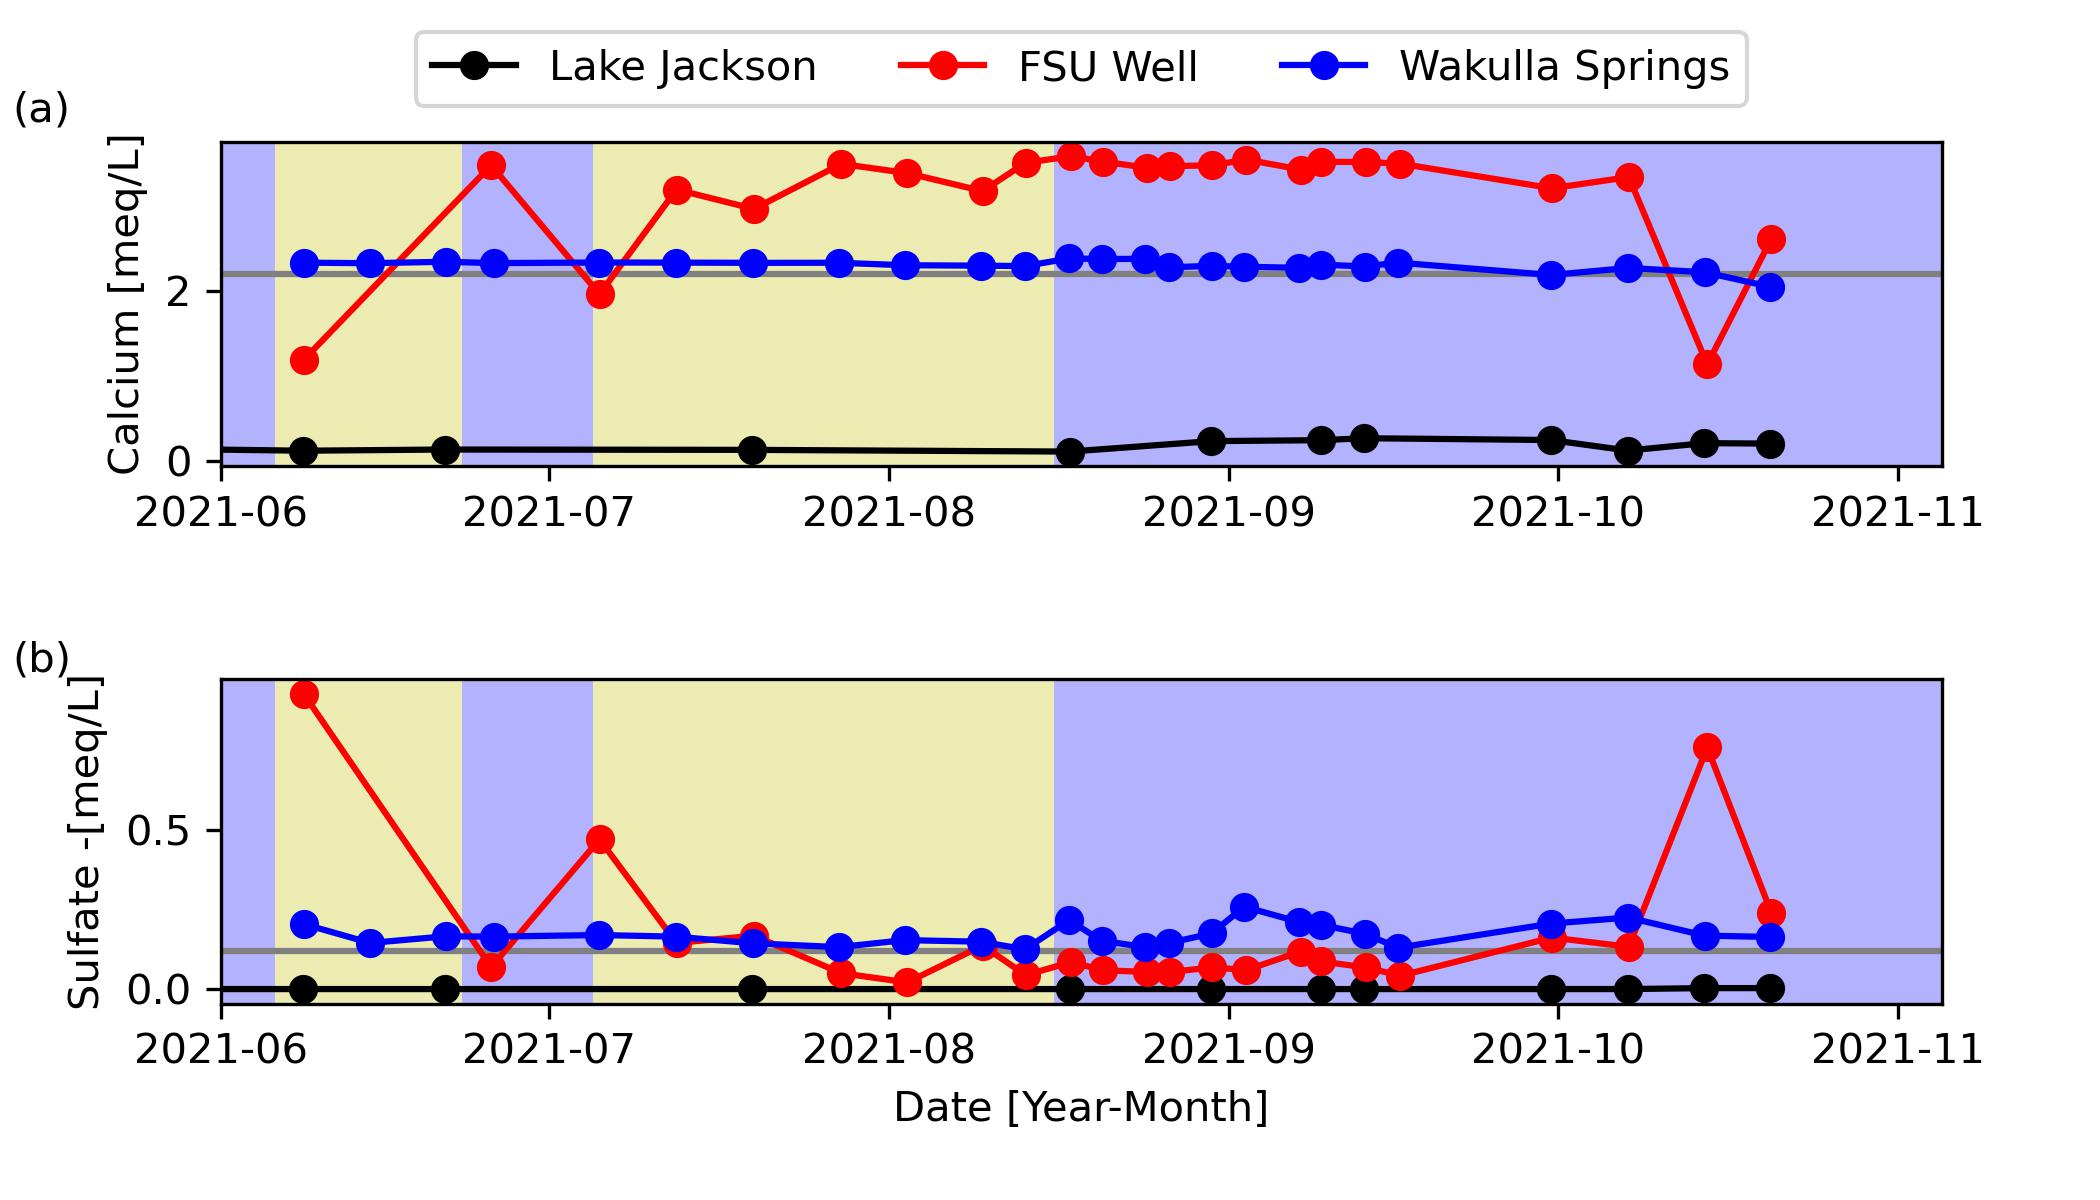 Lake Jackson FSU Well Wakulla Springs
(a)
Calcium [meq/L]
2
0
2021-06 2021-07 2021-08 2021-09 2021-10 2021-11
(b)
Sulfate -[meq/L]
0.5
0.0
2021-06 2021-07 2021-08 2021-09 2021-10 2021-11
Date [Year-Month]